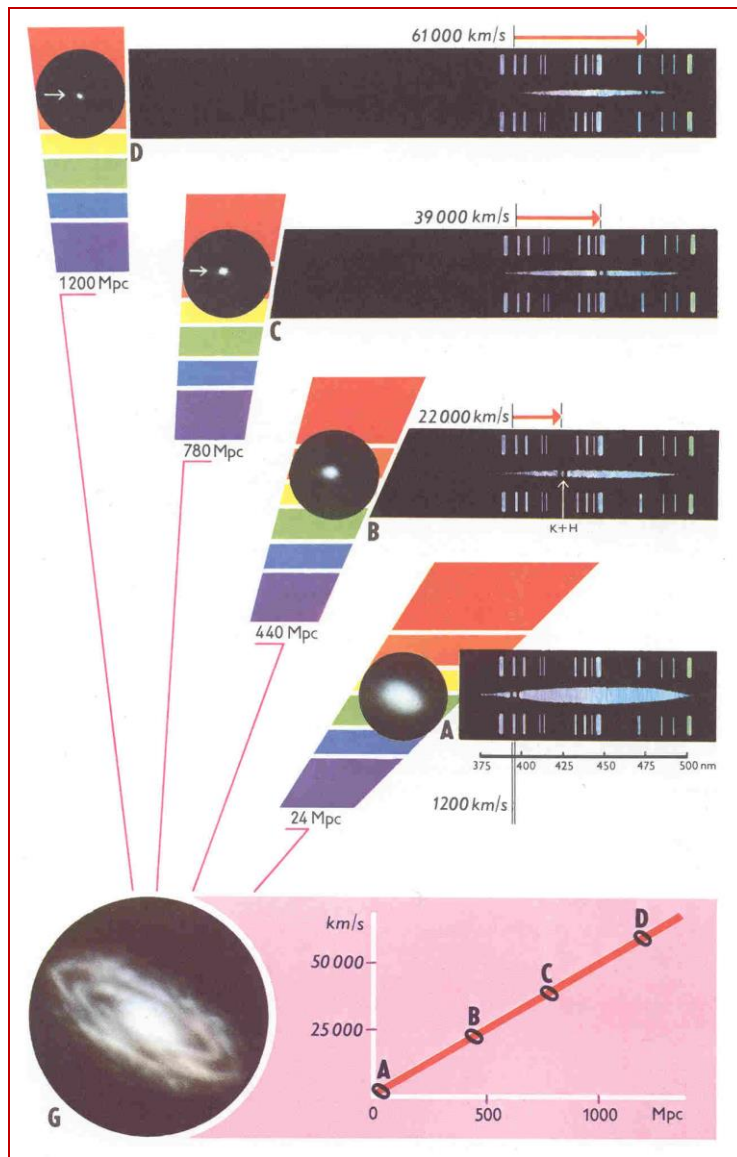 61 000 km/s
D
1200 Mpc
39 000 km/s
C
780 Mpc
22 000 km/s
B
K+H
440 Mpc
A
375 400 425 450 475 500 nm
1200 km/s
24 Mpc
G
km/s
50 000
25 000
A
B
C
D
0 500 1000 Mpc